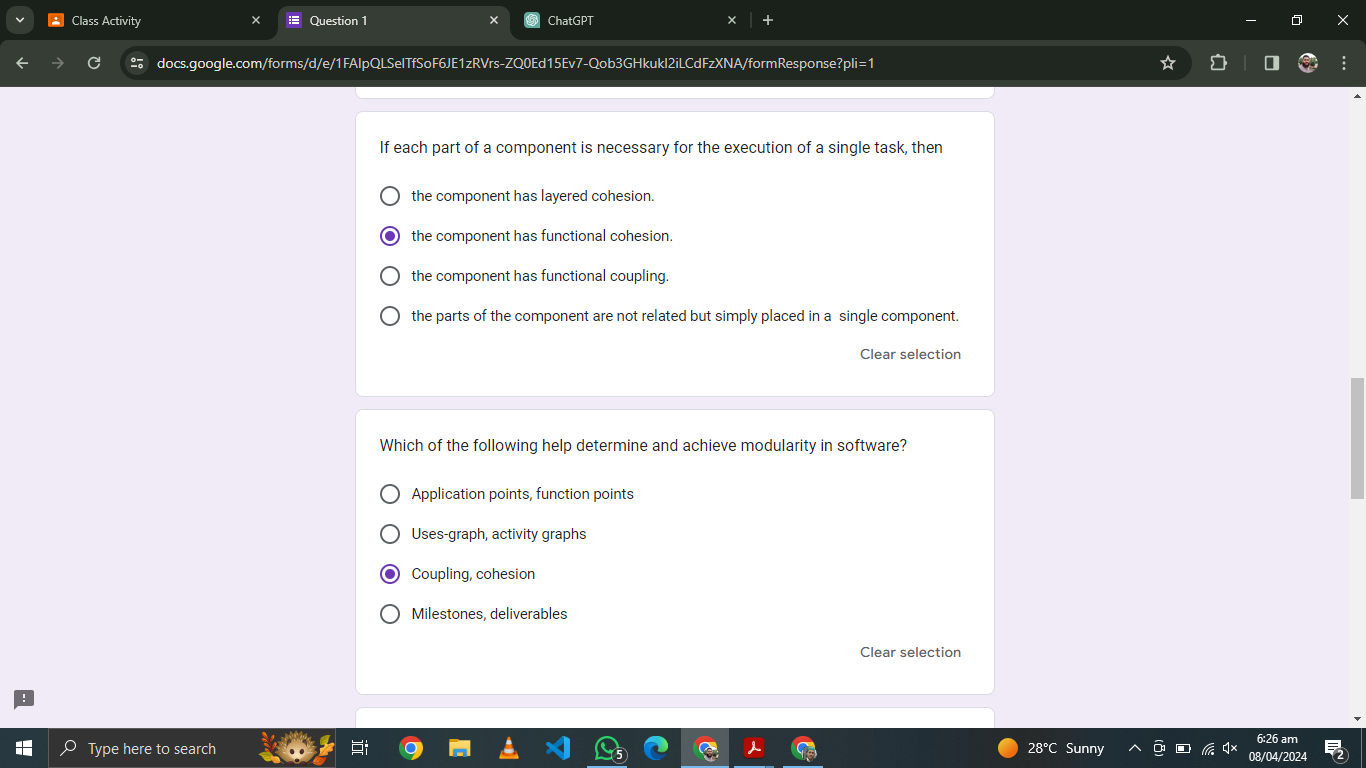 Class Activity
Question 1
ChatGPT
docs.google.com/forms/d/e/1FAIpQLSeITfSoF6JE1zRVrs-ZQ0Ed15Ev7-Qob3GHkukI2iLCdFzXNA/formResponse?pli=1
If each part of a component is necessary for the execution of a single task, then
the component has layered cohesion.
the component has functional cohesion.
the component has functional coupling.
the parts of the component are not related but simply placed in a single component.
Clear selection
Which of the following help determine and achieve modularity in software?
Application points, function points
Uses-graph, activity graphs
Coupling, cohesion
Milestones, deliverables
Clear selection
Type here to search
5
28°C Sunny
6:26 am
08/04/2024
2